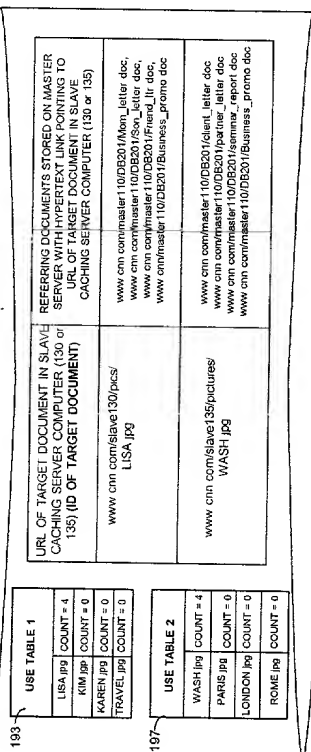 193
USE TABLE 1
LISA jpg COUNT = 4
KIM jgp COUNT = 0
KAREN jpg COUNT = 0
TRAVEL jpg COUNT = 0
197
USE TABLE 2
WASH jpg COUNT = 4
PARIS jpg COUNT = 0
LONDON jpg COUNT = 0
ROME jpg COUNT = 0
URL OF TARGET DOCUMENT IN SLAVE
CACHING SERVER COMPUTER (130 or
135) (ID OF TARGET DOCUMENT)
REFERRING DOCUMENTS STORED ON MASTER
SERVER WITH HYPERTEXT LINK POINTING TO
URL OF TARGET DOCUMENT IN SLAVE
CACHING SERVER COMPUTER (130 or 135)
www cnn com/slave130/pics/
LISA jpg
www cnn com/master110/DB201/Mom_letter doc,
www cnn com/master110/DB201/Son_letter doc,
www cnn com/master110/DB201/Friend_ltr doc,
www cnn/master110/DB201/Business_promo doc
www cnn com/slave135/pictures/
WASH jpg
www cnn com/master110/DB201/client_letter doc
www cnn com/master110/DB201/partner_letter doc
www cnn com/master110/DB201/seminar_report doc
www cnn com/master110/DB201/Business_promo doc